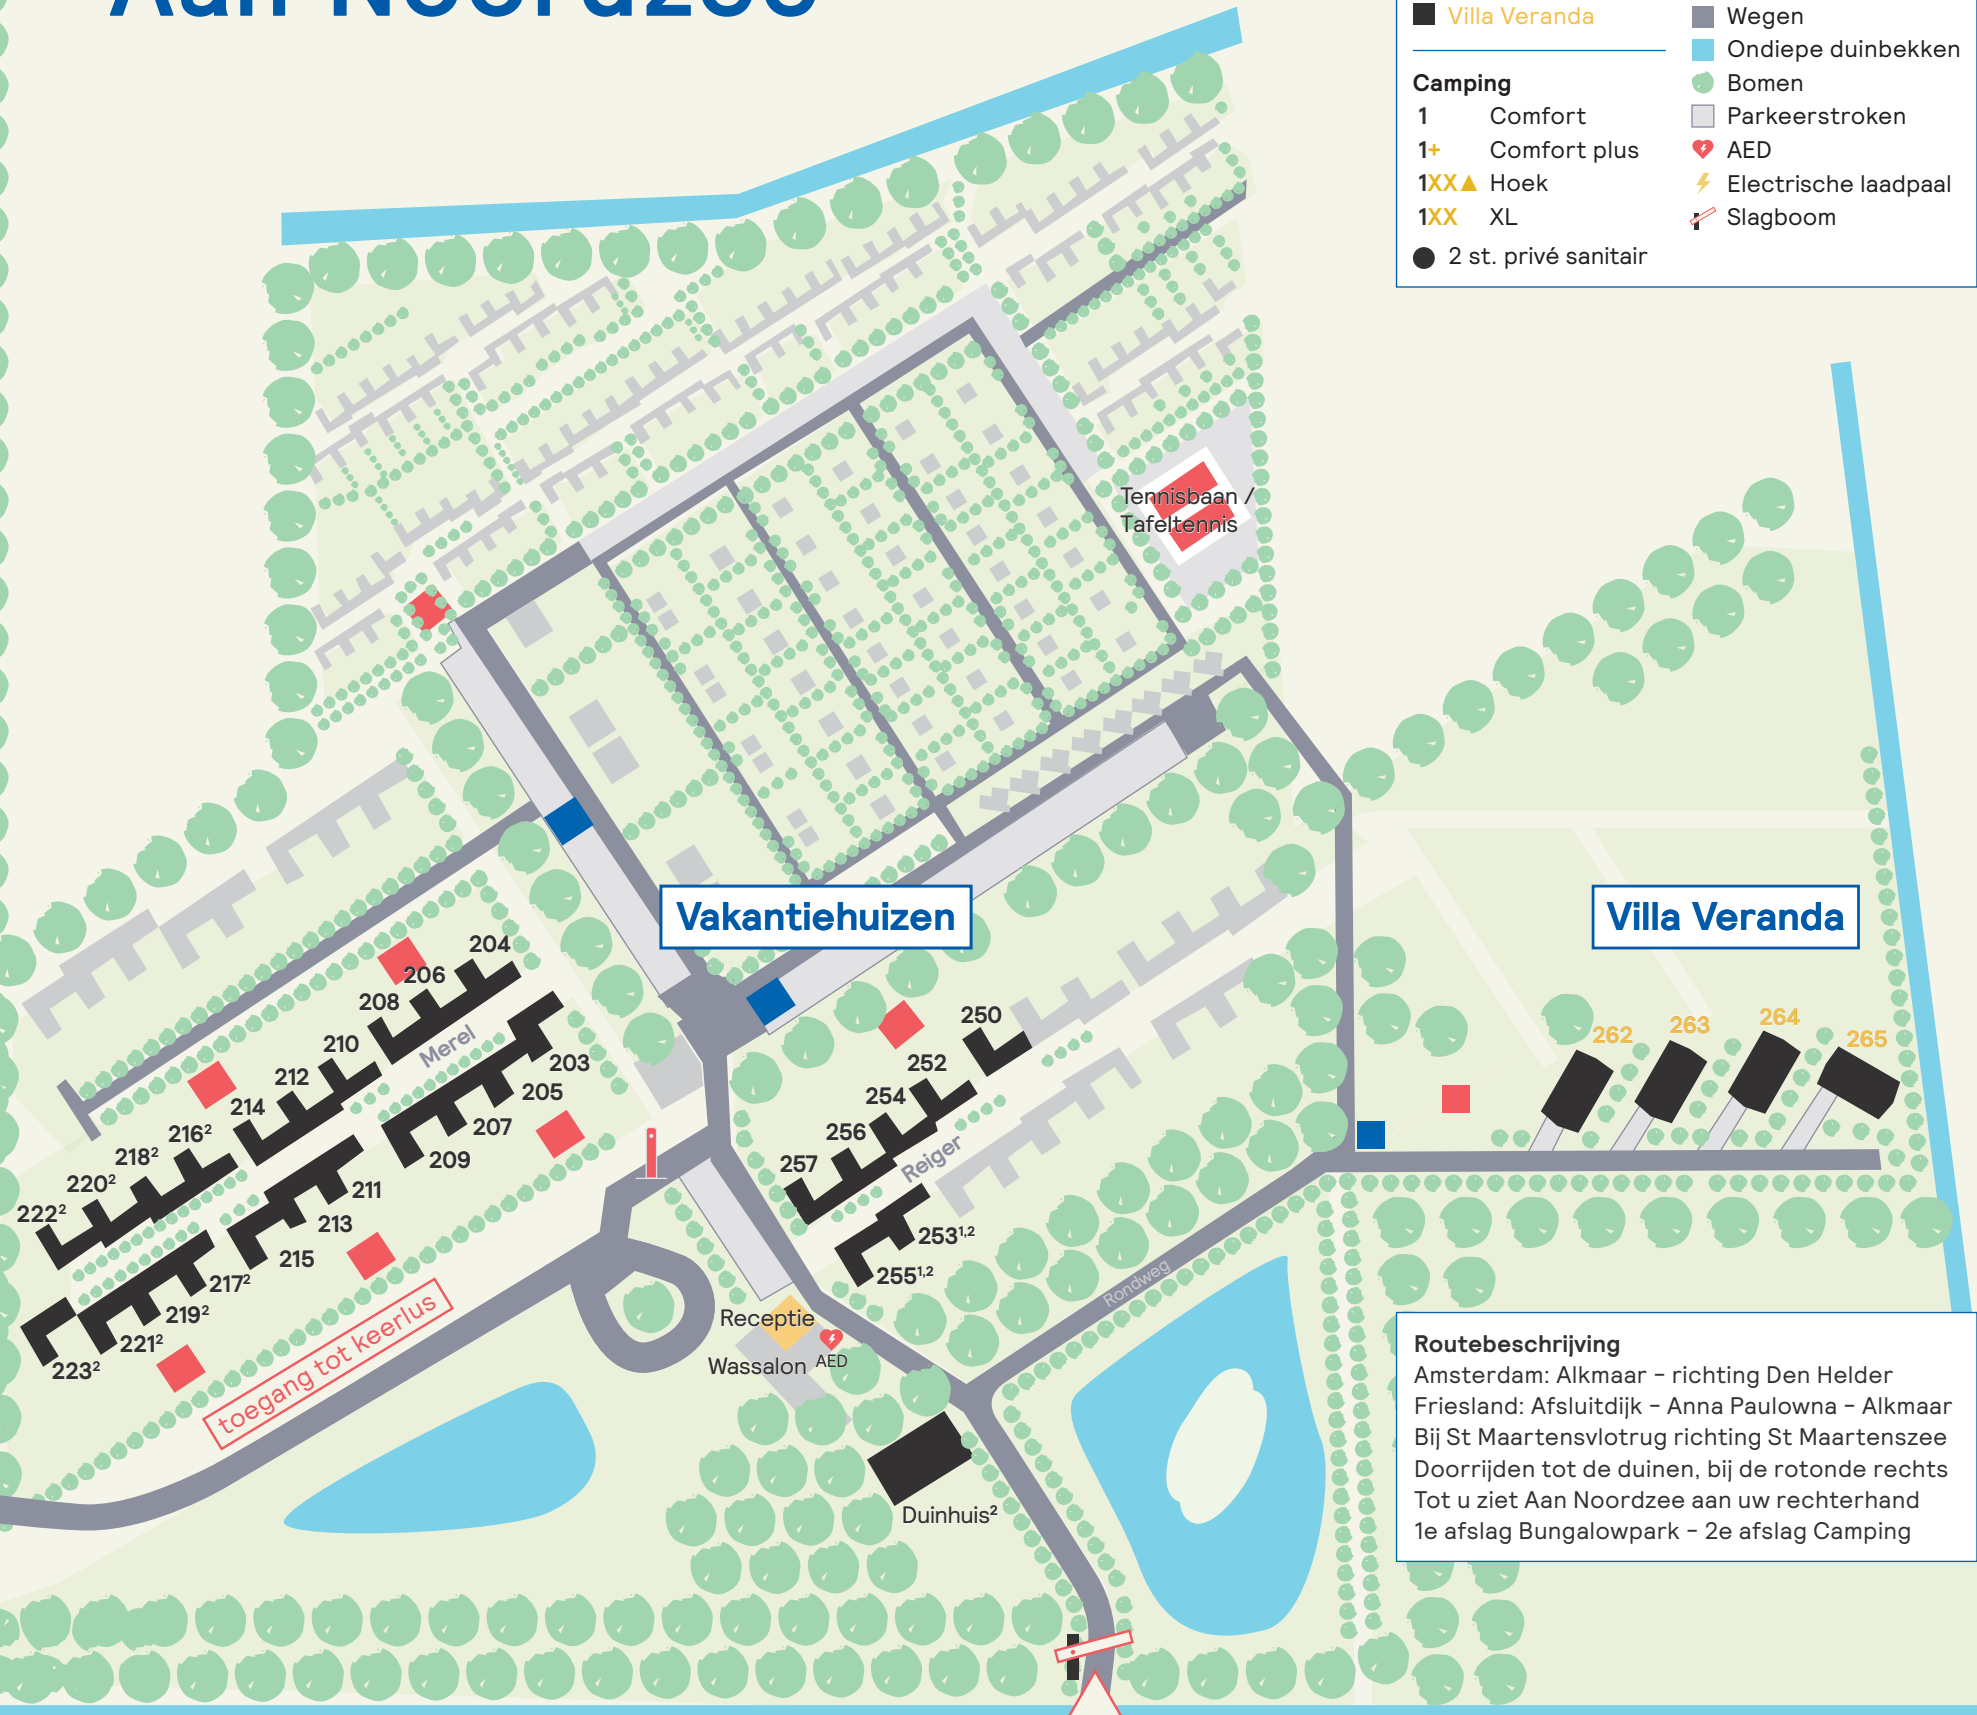 Aan Noordzee
Villa Veranda
Camping
1 Comfort
1+ Comfort plus
1XX▲ Hoek
1XX XL
2 st. privé sanitair
Wegen
Ondiepe duinbekken
Bomen
Parkeerstroken
AED
Electrische laadpaal
Slagboom
Tennisbaan /
Tafeltennis
Vakantiehuizen
Villa Veranda
204
206
208
210
212
214
216²
218²
220²
222²
Merel
203
205
207
209
211
213
215
217²
219²
221²
223²
250
252
254
256
257
Reiger
253¹,²
255¹,²
262
263
264
265
Rondweg
toegang tot keerlus
Receptie
Wassalon
AED
Duinhuis²
Routebeschrijving
Amsterdam: Alkmaar - richting Den Helder
Friesland: Afsluitdijk - Anna Paulowna - Alkmaar
Bij St Maartensvlotrug richting St Maartenszee
Doorrijden tot de duinen, bij de rotonde rechts
Tot u ziet Aan Noordzee aan uw rechterhand
1e afslag Bungalowpark - 2e afslag Camping